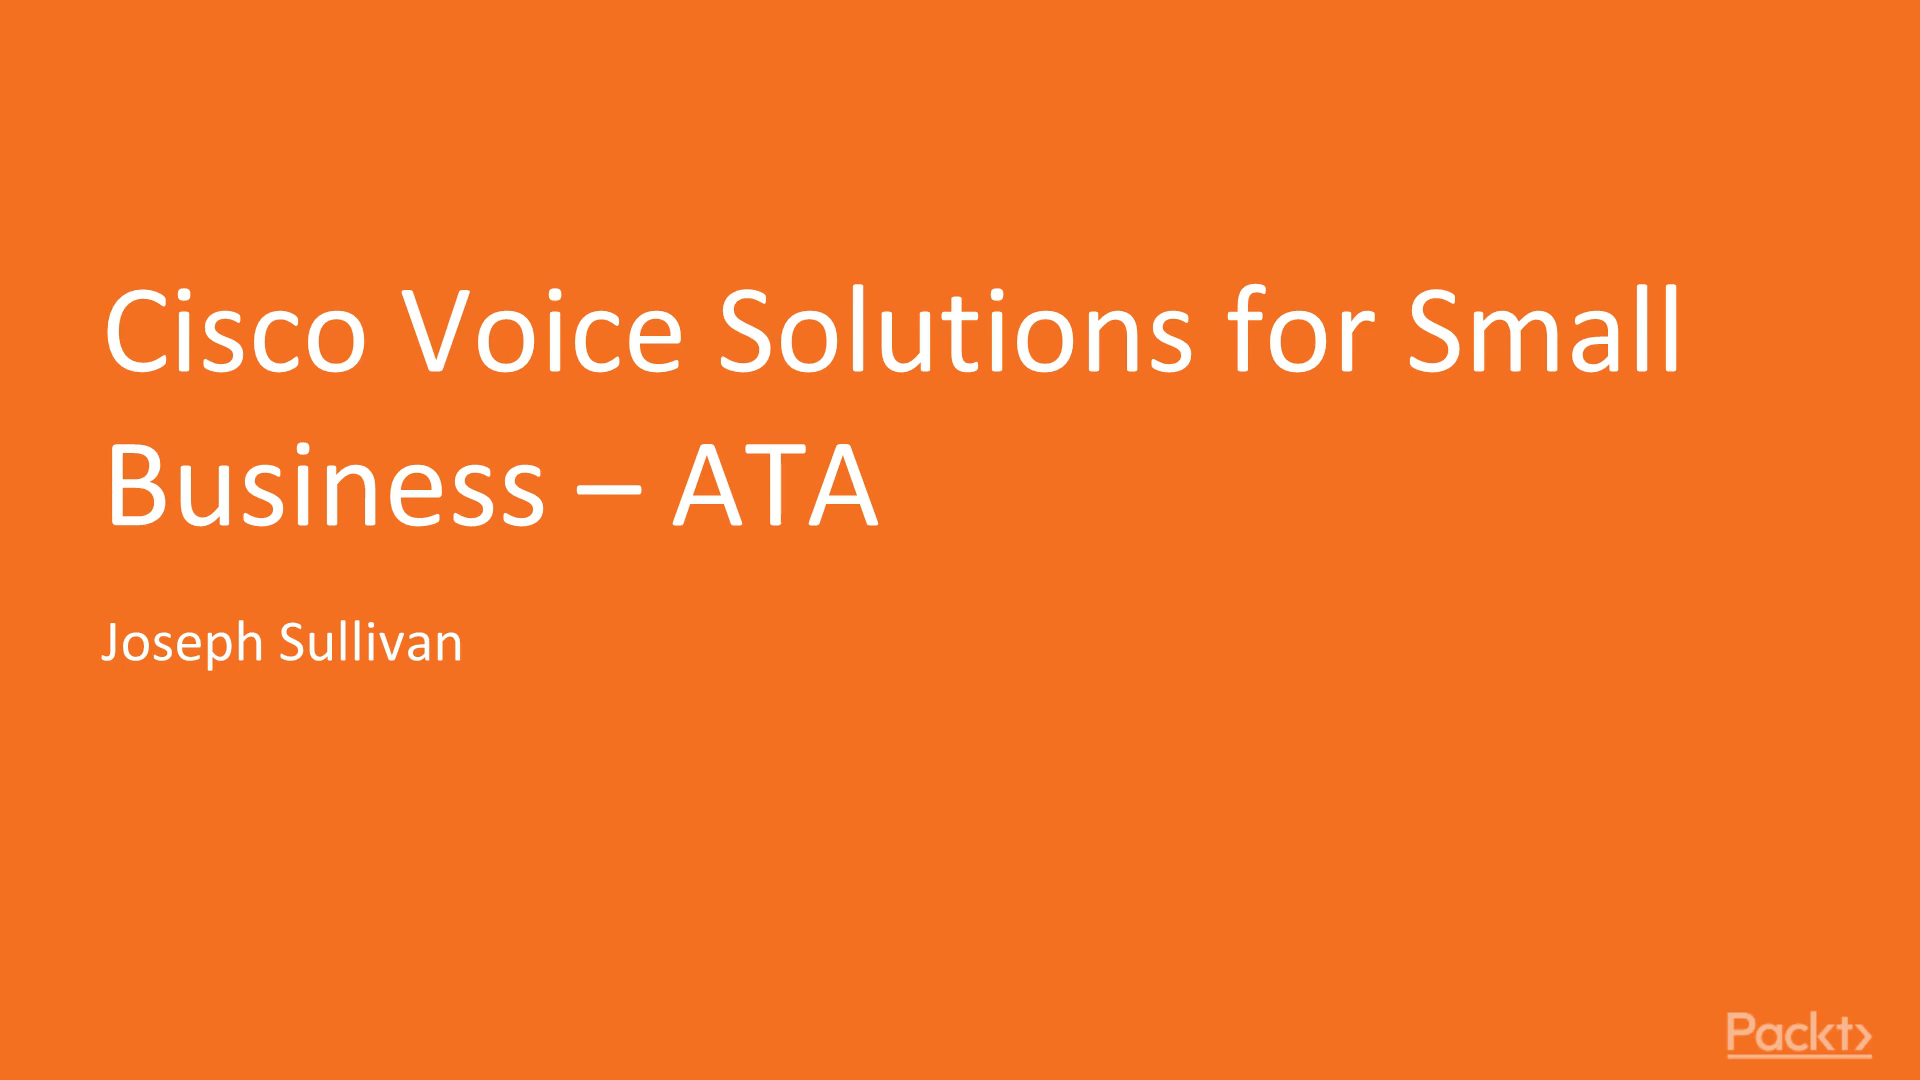 Cisco Voice Solutions for Small
Business – ATA
Joseph Sullivan
Packt>